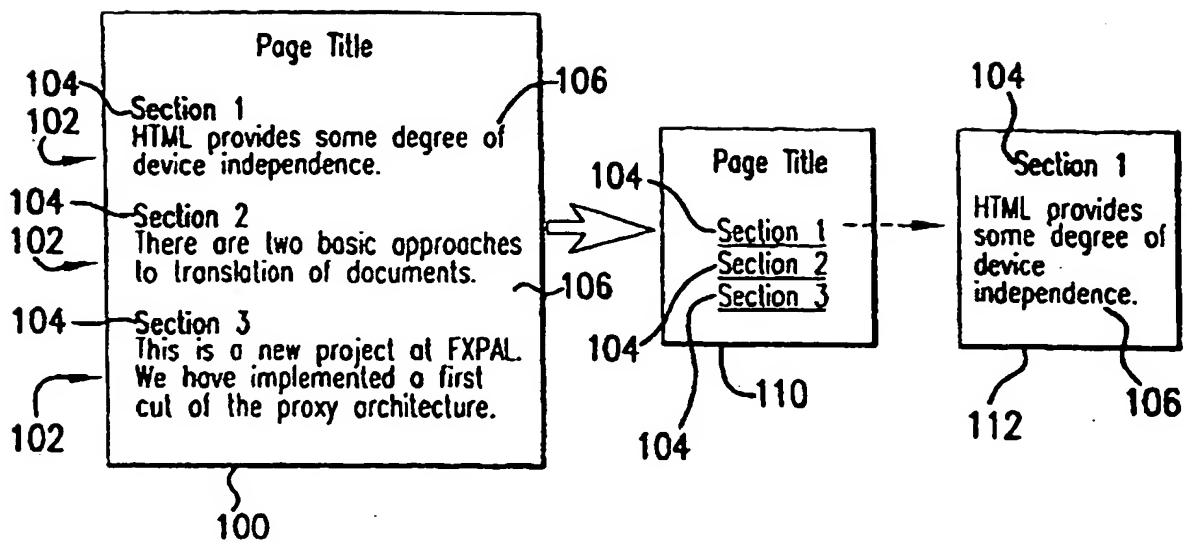 Page Title
104
Section 1
106
102
HTML provides some degree of
device independence.
104
Section 2
102
There are two basic approaches
to translation of documents.
106
104
Section 3
This is a new project at FXPAL.
We have implemented a first
cut of the proxy architecture.
102
100
Page Title
104
Section 1
Section 2
Section 3
104
104
110
104
Section 1
HTML provides
some degree of
device
independence.
106
112